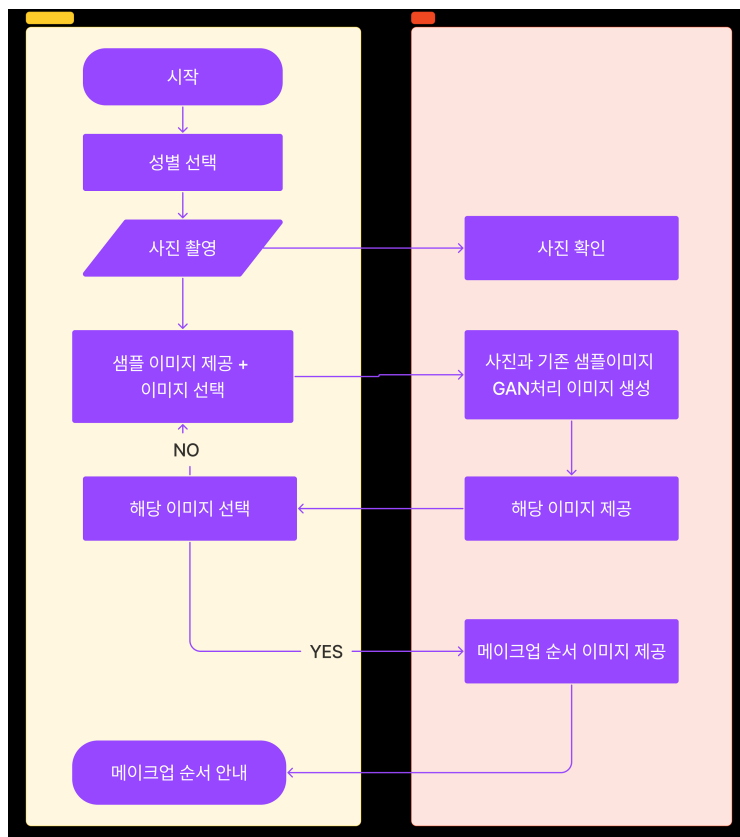 시작
성별 선택
사진 촬영
사진 확인
샘플 이미지 제공 +
이미지 선택
사진과 기존 샘플이미지
GAN처리 이미지 생성
NO
해당 이미지 선택
해당 이미지 제공
YES
메이크업 순서 이미지 제공
메이크업 순서 안내